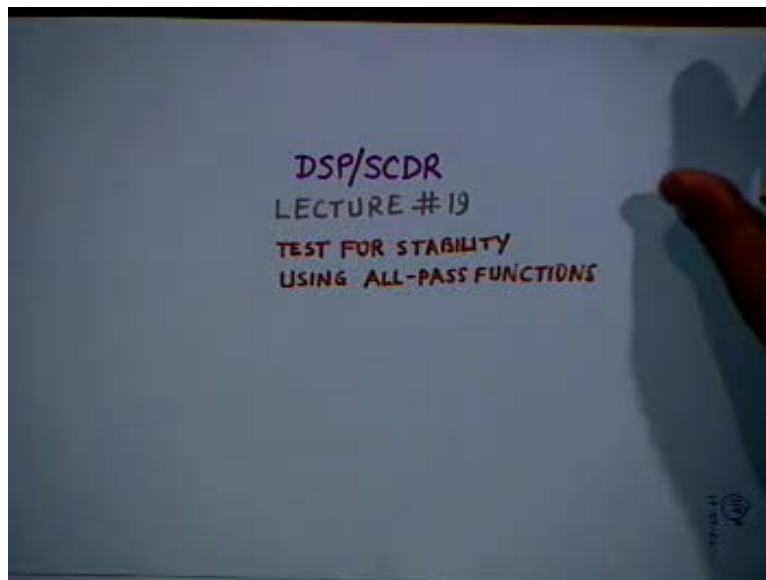 DSP/SCDR
LECTURE #19
TEST FOR STABILITY
USING ALL-PASS FUNCTIONS